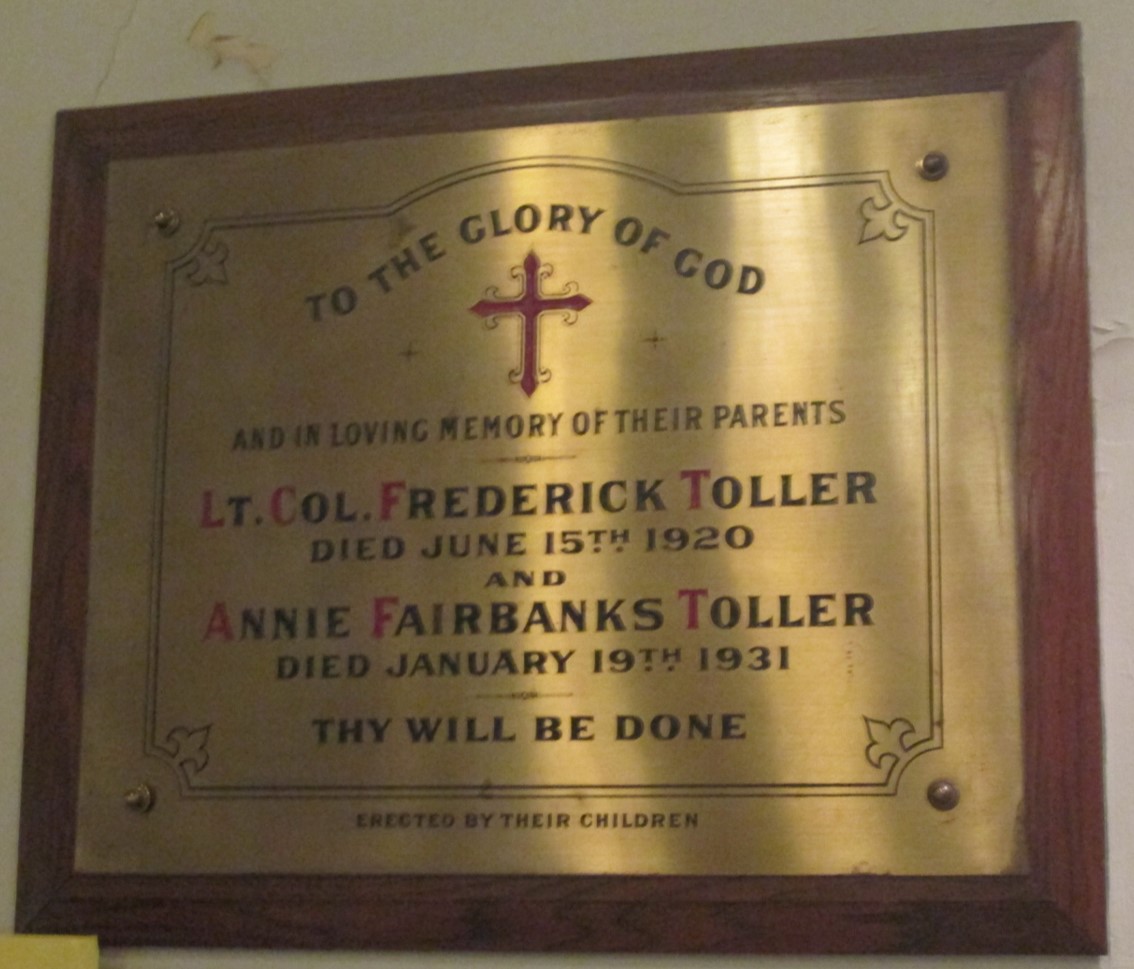 TO THE GLORY OF GOD
AND IN LOVING MEMORY OF THEIR PARENTS
LT. COL. FREDERICK TOLLER
DIED JUNE 15TH 1920
AND
ANNIE FAIRBANKS TOLLER
DIED JANUARY 19TH 1931
THY WILL BE DONE
ERECTED BY THEIR CHILDREN